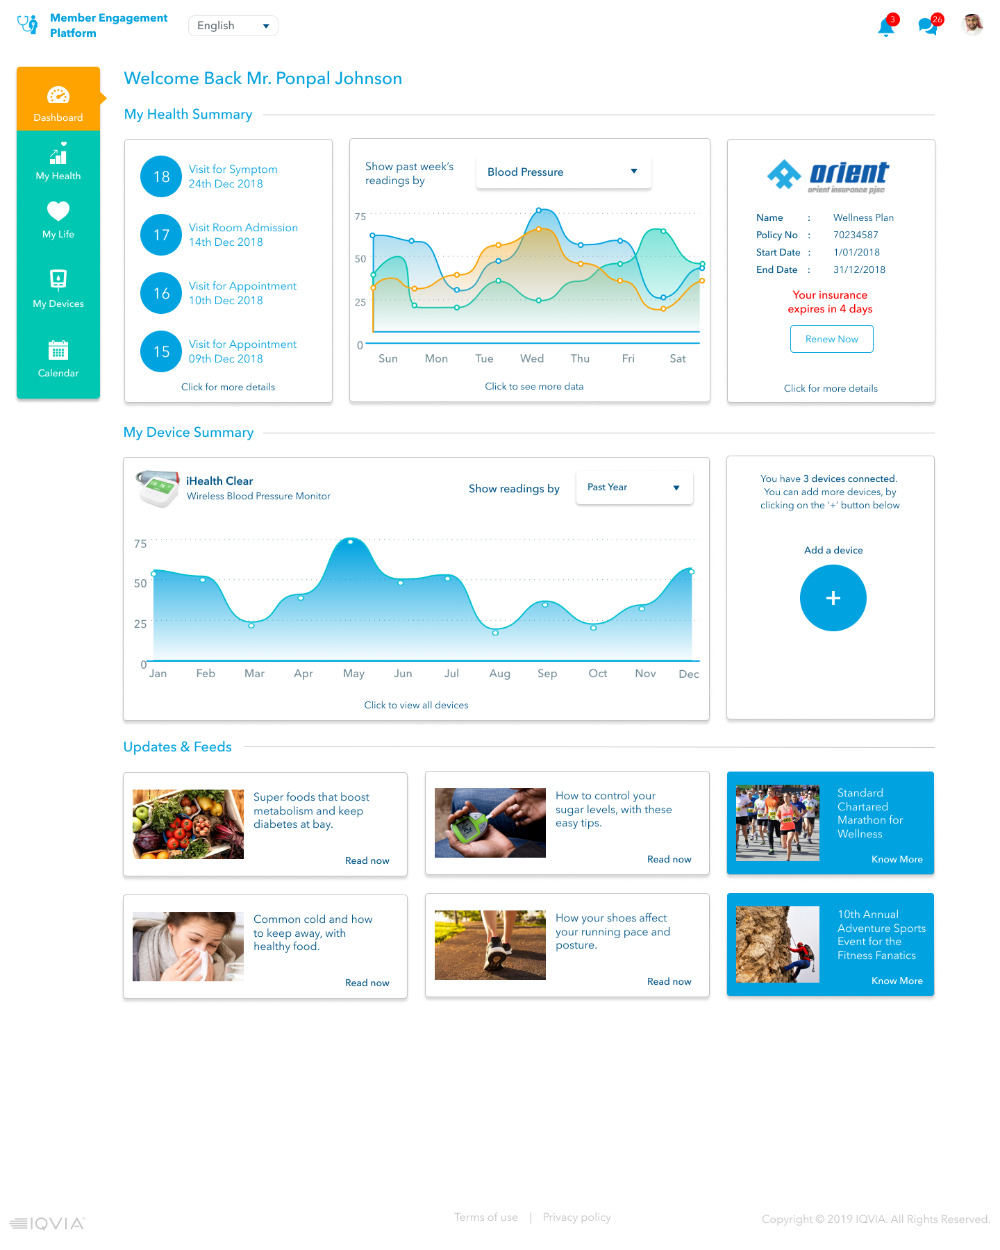 Member Engagement
Platform
English
3
26
Welcome Back Mr. Ponpal Johnson
Dashboard
My Health
My Life
My Devices
Calendar
My Health Summary
18
Visit for Symptom
24th Dec 2018
17
Visit Room Admission
14th Dec 2018
16
Visit for Appointment
10th Dec 2018
15
Visit for Appointment
09th Dec 2018
Click for more details
Show past week's
readings by
Blood Pressure
75
50
25
0
Sun Mon Tue Wed Thu Fri Sat
Click to see more data
orient
orient insurance pjsc
Name : Wellness Plan
Policy No : 70234587
Start Date : 1/01/2018
End Date : 31/12/2018
Your insurance
expires in 4 days
Renew Now
Click for more details
My Device Summary
iHealth Clear
Wireless Blood Pressure Monitor
Show readings by
Past Year
75
50
25
0
Jan Feb Mar Apr May Jun Jul Aug Sep Oct Nov Dec
Click to view all devices
You have 3 devices connected.
You can add more devices, by
clicking on the '+' button below
Add a device
+
Updates & Feeds
Super foods that boost
metabolism and keep
diabetes at bay.
Read now
How to control your
sugar levels, with these
easy tips.
Read now
Standard
Chartared
Marathon for
Wellness
Know More
Common cold and how
to keep away, with
healthy food.
Read now
How your shoes affect
your running pace and
posture.
Read now
10th Annual
Adventure Sports
Event for the
Fitness Fanatics
Know More
IQVIA
Terms of use | Privacy policy
Copyright © 2019 IQVIA. All Rights Reserved.